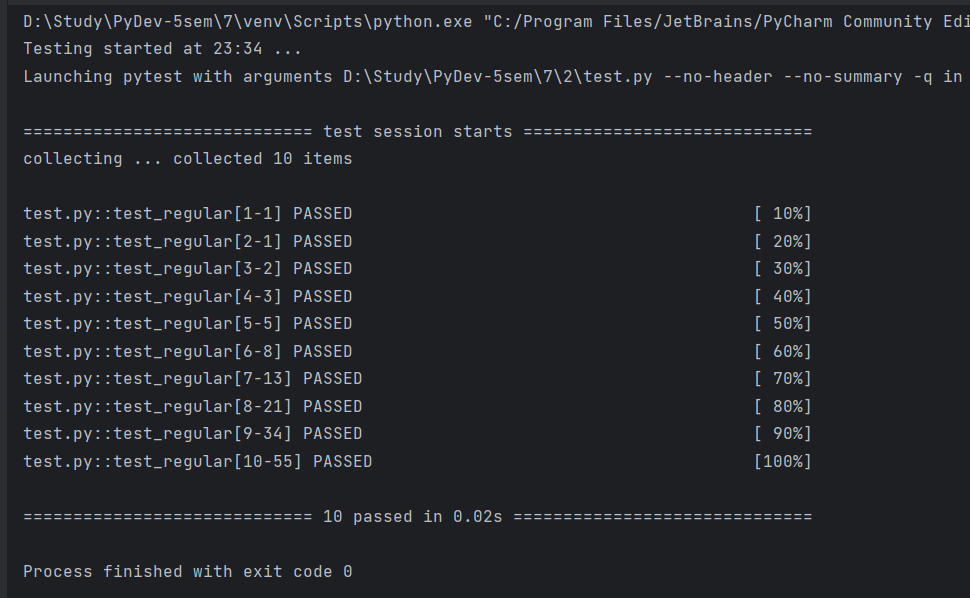 D:\Study\PyDev-5sem\7\venv\Scripts\python.exe "C:/Program Files/JetBrains/PyCharm Community Edi
Testing started at 23:34 ...
Launching pytest with arguments D:\Study\PyDev-5sem\7\2\test.py --no-header --no-summary -q in
============================= test session starts =============================
collecting ... collected 10 items
test.py::test_regular[1-1] PASSED [ 10%]
test.py::test_regular[2-1] PASSED [ 20%]
test.py::test_regular[3-2] PASSED [ 30%]
test.py::test_regular[4-3] PASSED [ 40%]
test.py::test_regular[5-5] PASSED [ 50%]
test.py::test_regular[6-8] PASSED [ 60%]
test.py::test_regular[7-13] PASSED [ 70%]
test.py::test_regular[8-21] PASSED [ 80%]
test.py::test_regular[9-34] PASSED [ 90%]
test.py::test_regular[10-55] PASSED [100%]
============================= 10 passed in 0.02s ==============================
Process finished with exit code 0